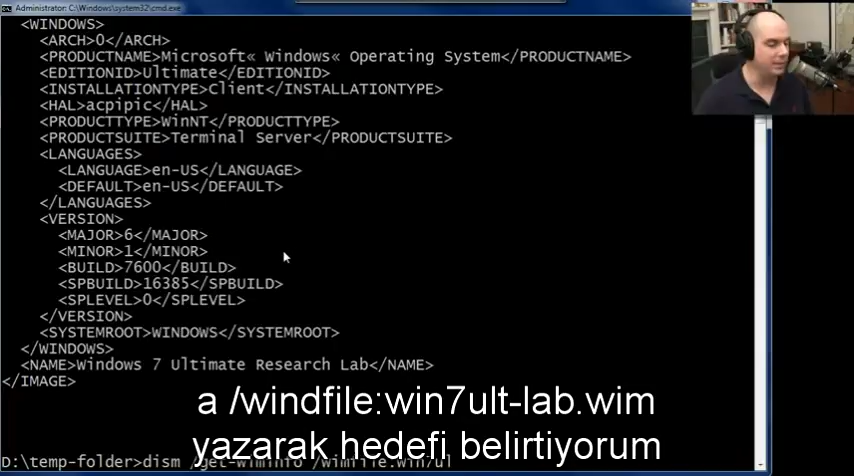 Administrator: C:\Windows\system32\cmd.exe
<WINDOWS>
<ARCH>0</ARCH>
<PRODUCTNAME>Microsoft« Windows« Operating System</PRODUCTNAME>
<EDITIONID>Ultimate</EDITIONID>
<INSTALLATIONTYPE>Client</INSTALLATIONTYPE>
<HAL>acpipic</HAL>
<PRODUCTTYPE>WinNT</PRODUCTTYPE>
<PRODUCTSUITE>Terminal Server</PRODUCTSUITE>
<LANGUAGES>
<LANGUAGE>en-US</LANGUAGE>
<DEFAULT>en-US</DEFAULT>
</LANGUAGES>
<VERSION>
<MAJOR>6</MAJOR>
<MINOR>1</MINOR>
<BUILD>7600</BUILD>
<SPBUILD>16385</SPBUILD>
<SPLEVEL>0</SPLEVEL>
</VERSION>
<SYSTEMROOT>WINDOWS</SYSTEMROOT>
</WINDOWS>
<NAME>Windows 7 Ultimate Research Lab</NAME>
</IMAGE>
a /windfile:win7ult-lab.wim
yazarak hedefi belirtiyorum
D:\temp-folder>dism /get-wiminfo /wimfile.win7ul